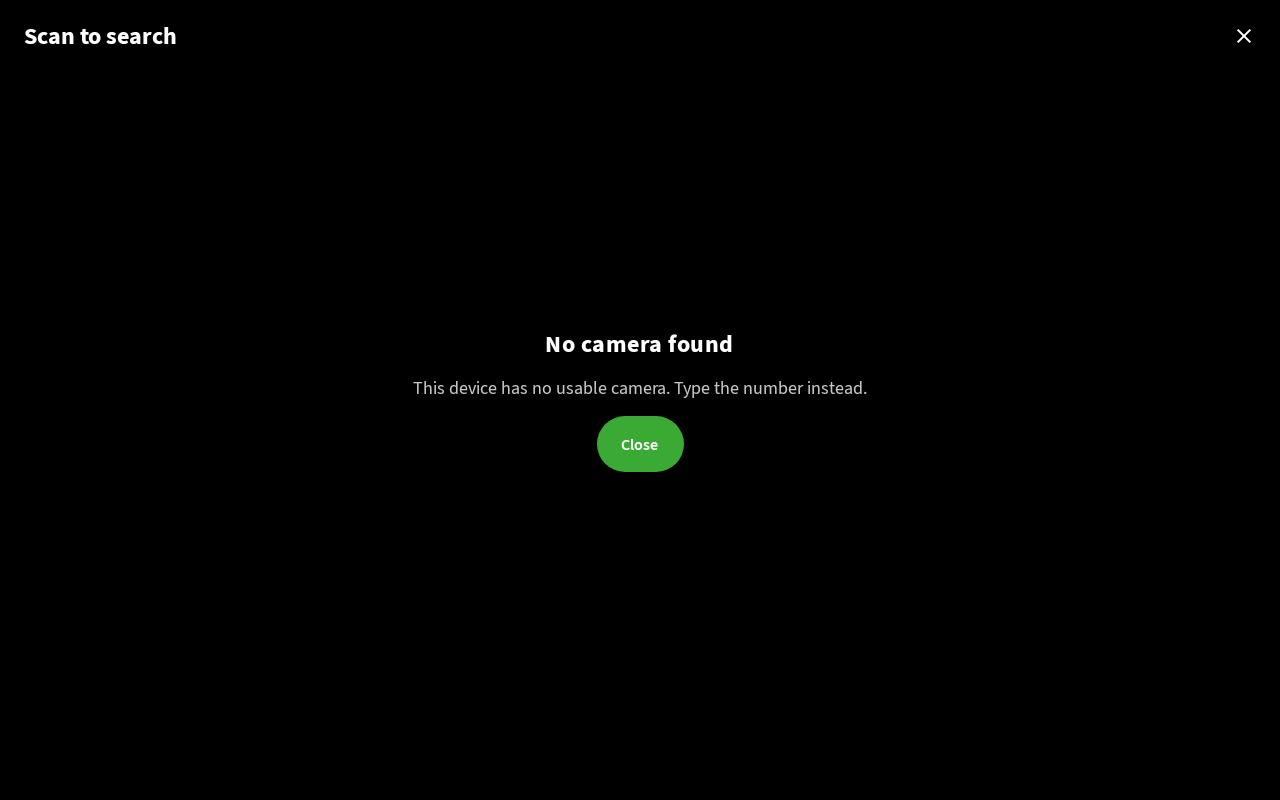 Scan to search
No camera found
This device has no usable camera. Type the number instead.
Close